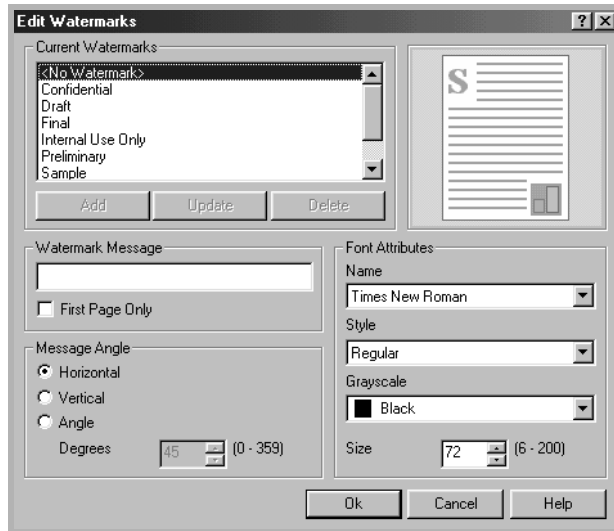 Edit Watermarks
Current Watermarks
<No Watermark>
Confidential
Draft
Final
Internal Use Only
Preliminary
Sample
Add Update Delete
S
Watermark Message
First Page Only
Message Angle
Horizontal
Vertical
Angle
Degrees 45 (0 - 359)
Font Attributes
Name
Times New Roman
Style
Regular
Grayscale
Black
Size 72 (6 - 200)
Ok Cancel Help